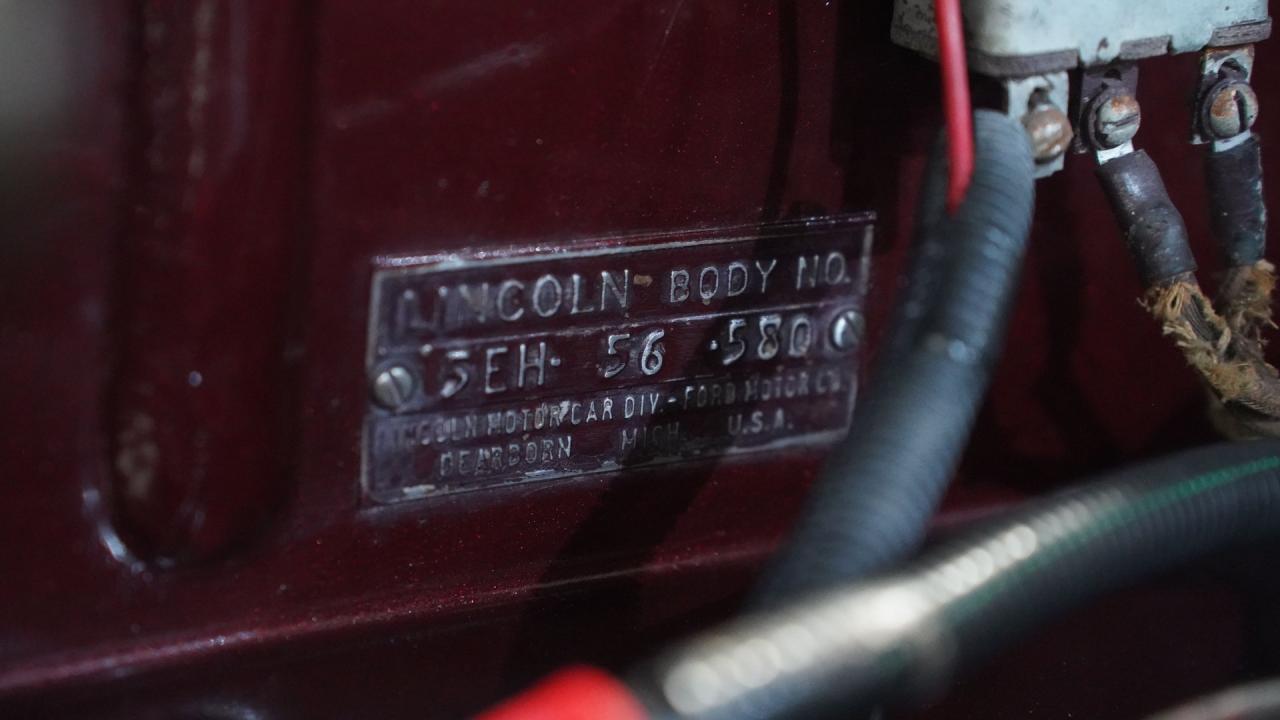 LINCOLN BODY NO.
5EH· 56 ·580
LINCOLN MOTOR CAR DIV.-FORD MOTOR CO.
DEARBORN MICH. U.S.A.